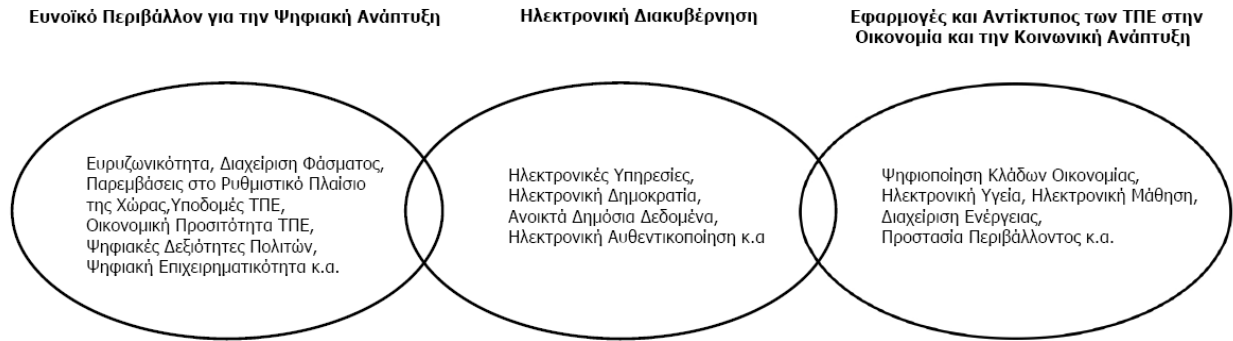 Ευνοϊκό Περιβάλλον για την Ψηφιακή Ανάπτυξη
Ηλεκτρονική Διακυβέρνηση
Εφαρμογές και Αντίκτυπος των ΤΠΕ στην
Οικονομία και την Κοινωνική Ανάπτυξη
Ευρυζωνικότητα, Διαχείριση Φάσματος,
Παρεμβάσεις στο Ρυθμιστικό Πλαίσιο
της Χώρας,Υποδομές ΤΠΕ,
Οικονομική Προσιτότητα ΤΠΕ,
Ψηφιακές Δεξιότητες Πολιτών,
Ψηφιακή Επιχειρηματικότητα κ.α.
Ηλεκτρονικές Υπηρεσίες,
Ηλεκτρονική Δημοκρατία,
Ανοικτά Δημόσια Δεδομένα,
Ηλεκτρονική Αυθεντικοποίηση κ.α
Ψηφιοποίηση Κλάδων Οικονομίας,
Ηλεκτρονική Υγεία, Ηλεκτρονική Μάθηση,
Διαχείριση Ενέργειας,
Προστασία Περιβάλλοντος κ.α.